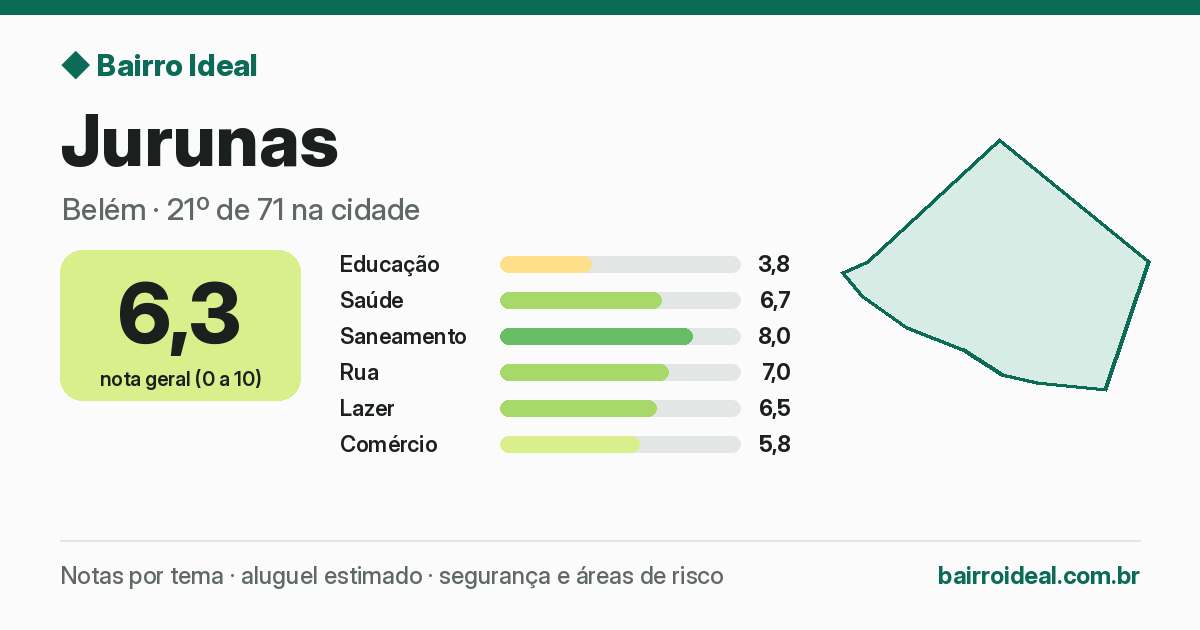 Bairro Ideal
Jurunas
Belém · 21º de 71 na cidade
6,3
nota geral (0 a 10)
Educação 3,8
Saúde 6,7
Saneamento 8,0
Rua 7,0
Lazer 6,5
Comércio 5,8
Notas por tema · aluguel estimado · segurança e áreas de risco
bairroideal.com.br